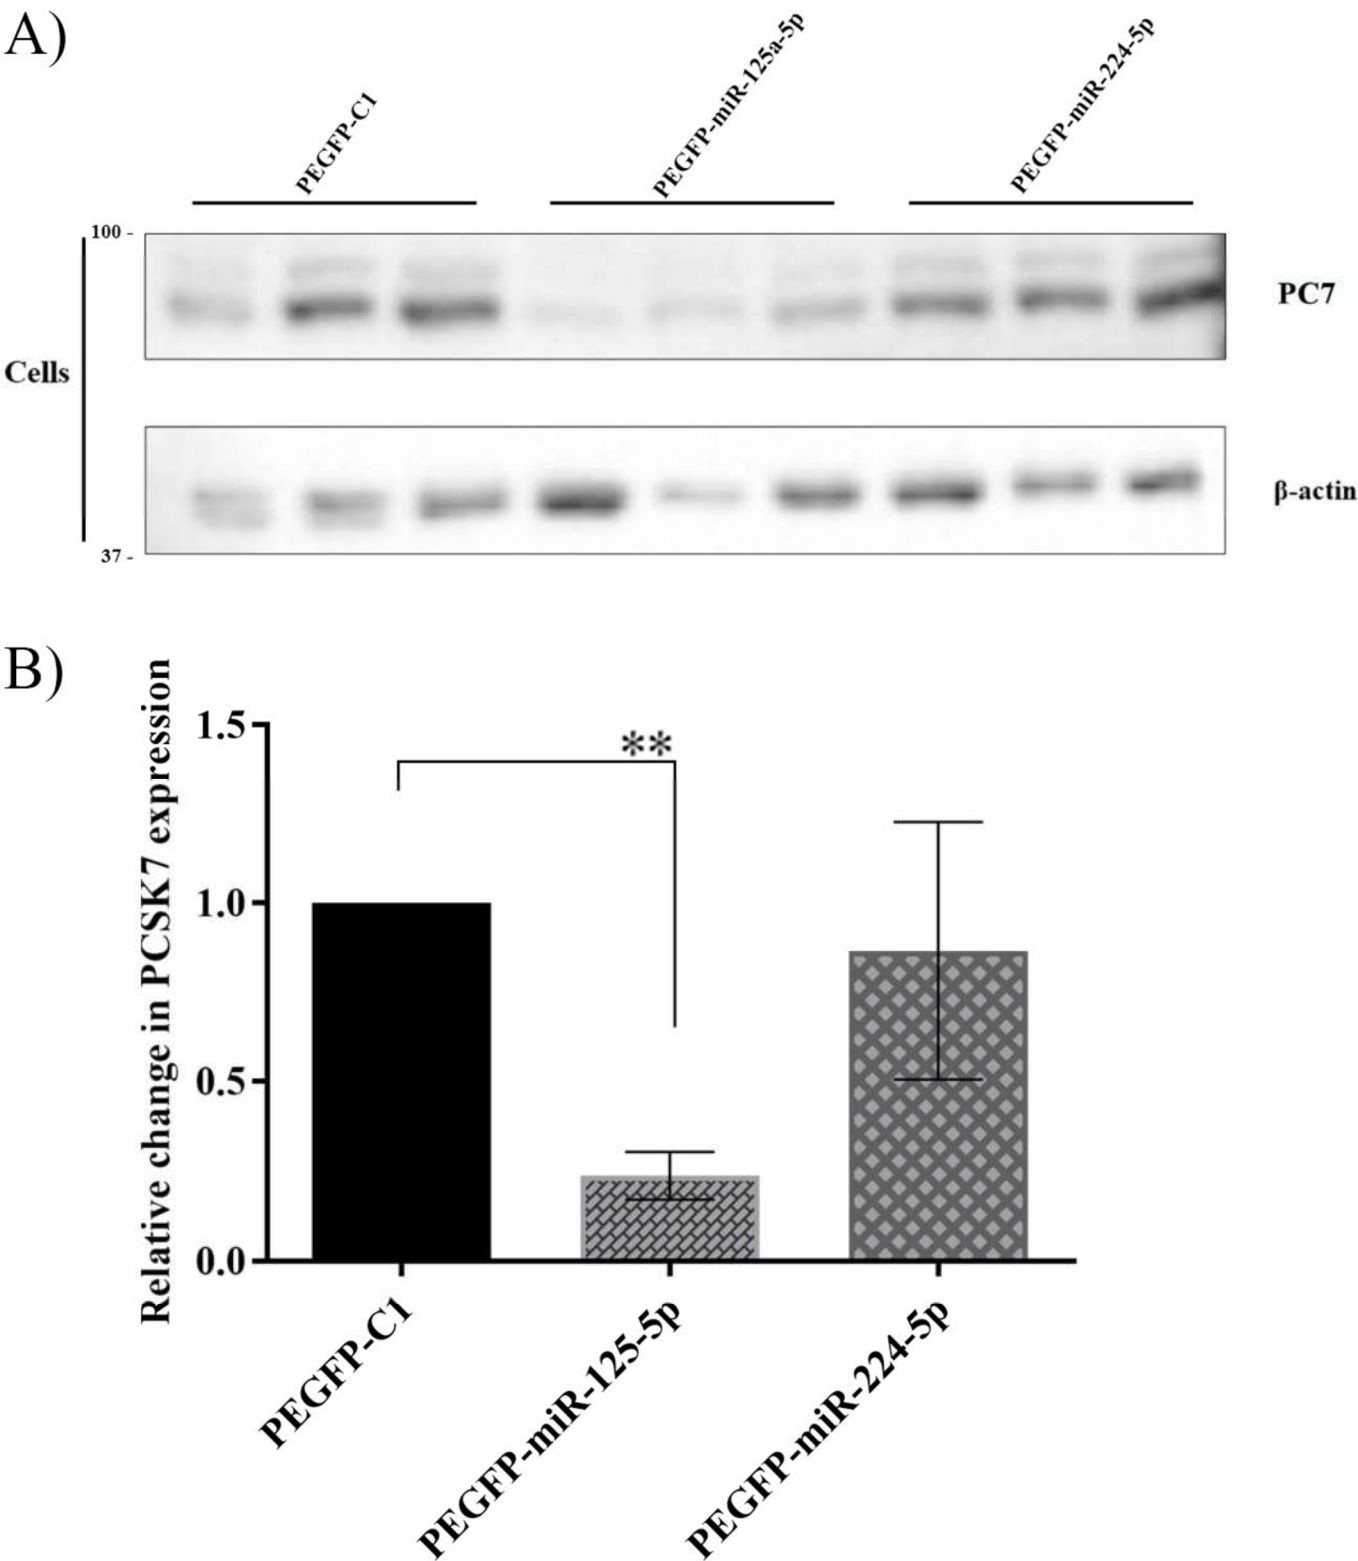 A)
PEGFP-C1
PEGFP-miR-125a-5p
PEGFP-miR-224-5p
100 -
PC7
Cells
β-actin
37 -
B)
Relative change in PCSK7 expression
1.5
**
1.0
0.5
0.0
PEGFP-C1
PEGFP-miR-125-5p
PEGFP-miR-224-5p